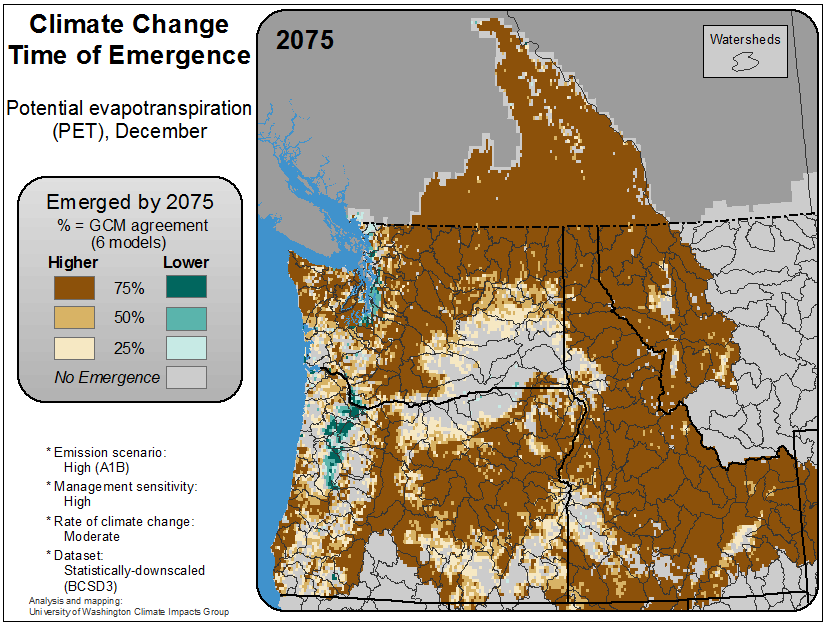 Climate Change
Time of Emergence
Potential evapotranspiration
(PET), December
Emerged by 2075
% = GCM agreement
(6 models)
Higher Lower
75%
50%
25%
No Emergence
* Emission scenario:
High (A1B)
* Management sensitivity:
High
* Rate of climate change:
Moderate
* Dataset:
Statistically-downscaled
(BCSD3)
Analysis and mapping:
University of Washington Climate Impacts Group
2075
Watersheds